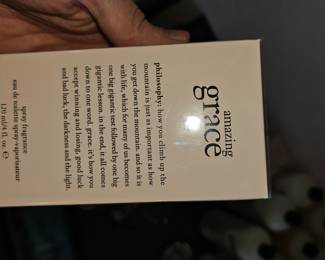 amazing
grace
philosophy: how you climb up the
mountain is just as important as how
you get down the mountain. and so it is
with life, which for many of us becomes
one big gigantic test followed by one big
gigantic lesson. in the end, it all comes
down to one word. grace. it's how you
accept winning and losing, good luck
and bad luck, the darkness and the light.
spray fragrance
eau de toilette spray/vaporisateur
120 ml/4 fl. oz. ℮